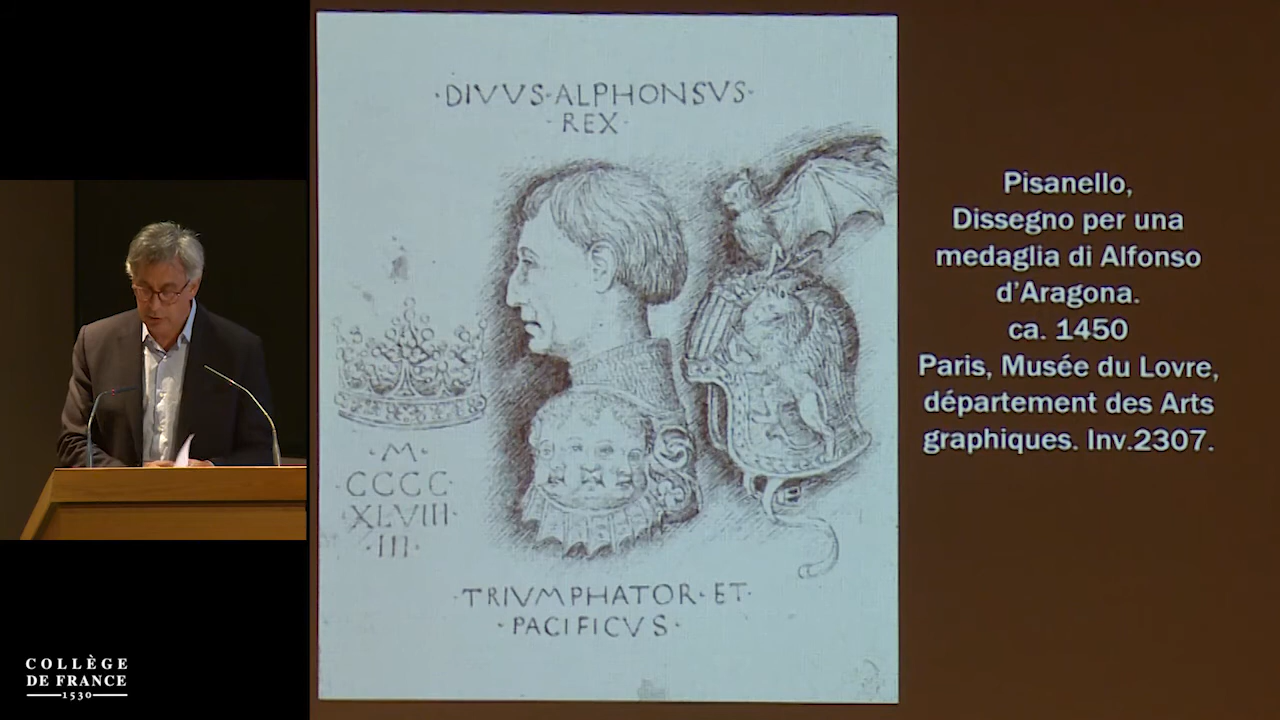 ·DIVVS·ALPHONSVS·
·REX·
·M·
·CCCC·
·XLVIII·
·III·
·TRIVMPHATOR·ET·
·PACIFICVS·
Pisanello,
Dissegno per una
medaglia di Alfonso
d'Aragona.
ca. 1450
Paris, Musée du Lovre,
département des Arts
graphiques. Inv.2307.
COLLÈGE
DE FRANCE
1530